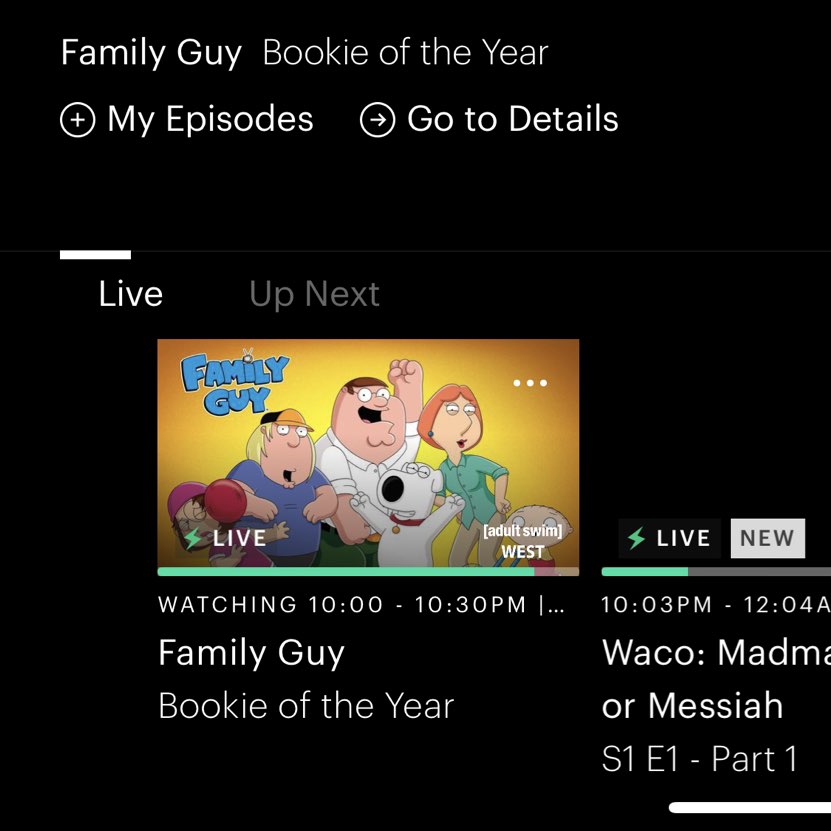 Family Guy Bookie of the Year
My Episodes Go to Details
Live Up Next
FAMILY
GUY
LIVE
[adult swim]
WEST
LIVE NEW
WATCHING 10:00 - 10:30PM |...
Family Guy
Bookie of the Year
10:03PM - 12:04A
Waco: Madma
or Messiah
S1 E1 - Part 1